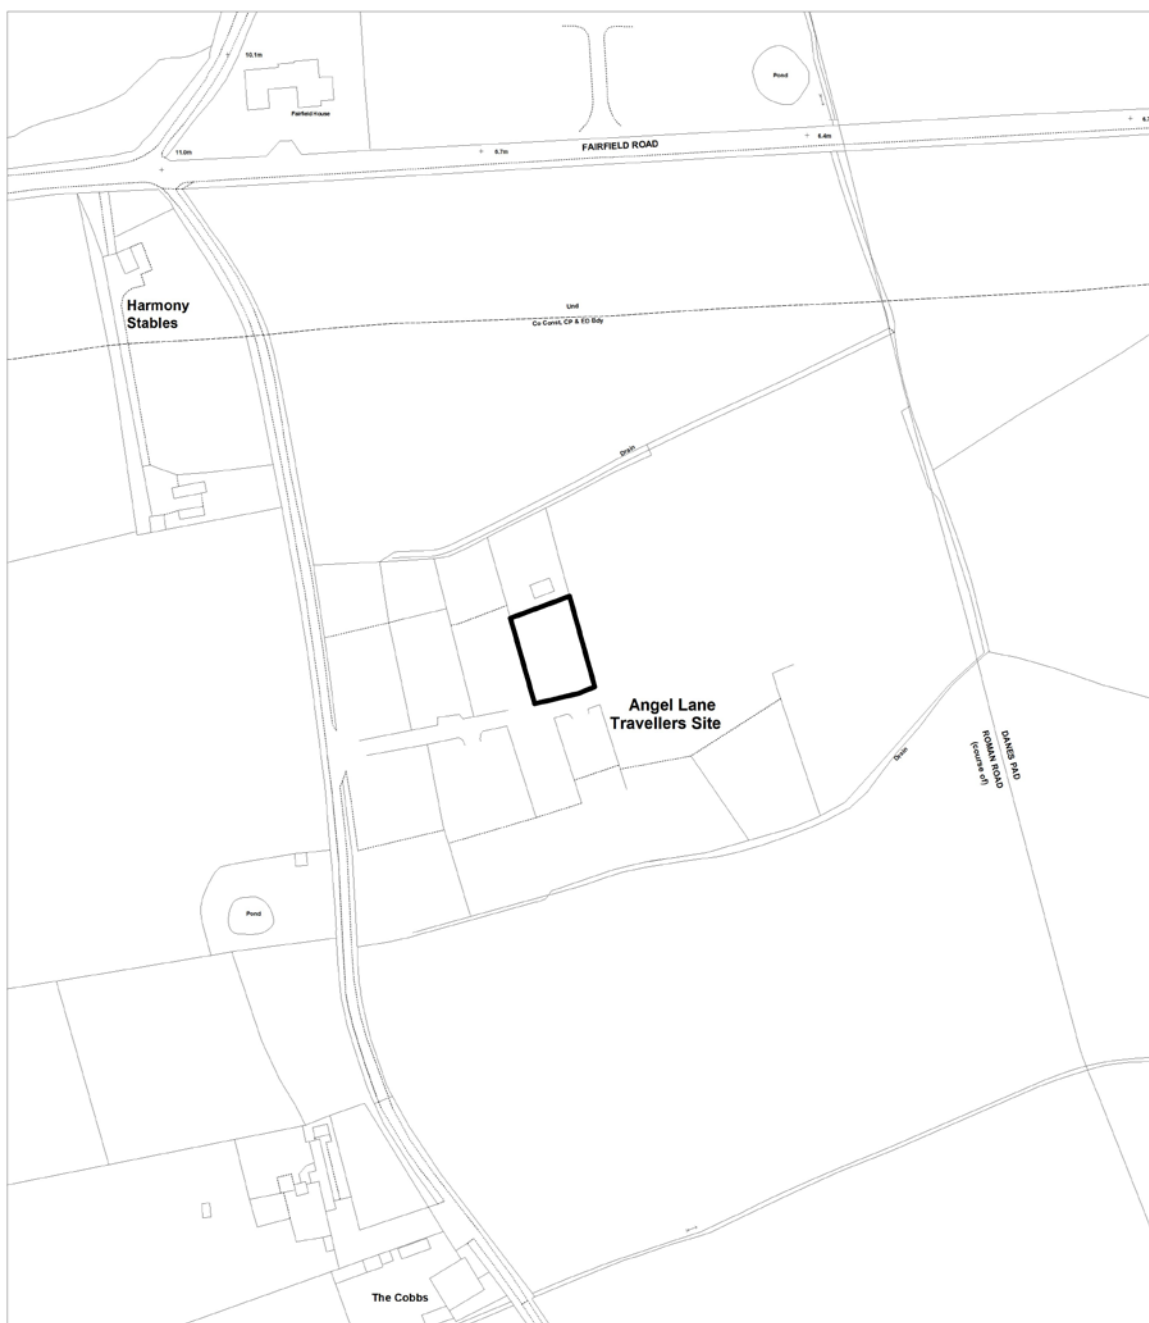 10.1m
Pond
Fairfield House
11.0m
6.7m
FAIRFIELD ROAD
6.4m
Harmony
Stables
Und
Co Const, CP & ED Bdy
Drain
Angel Lane
Travellers Site
Drain
DANES PAD
ROMAN ROAD
(course of)
Pond
The Cobbs